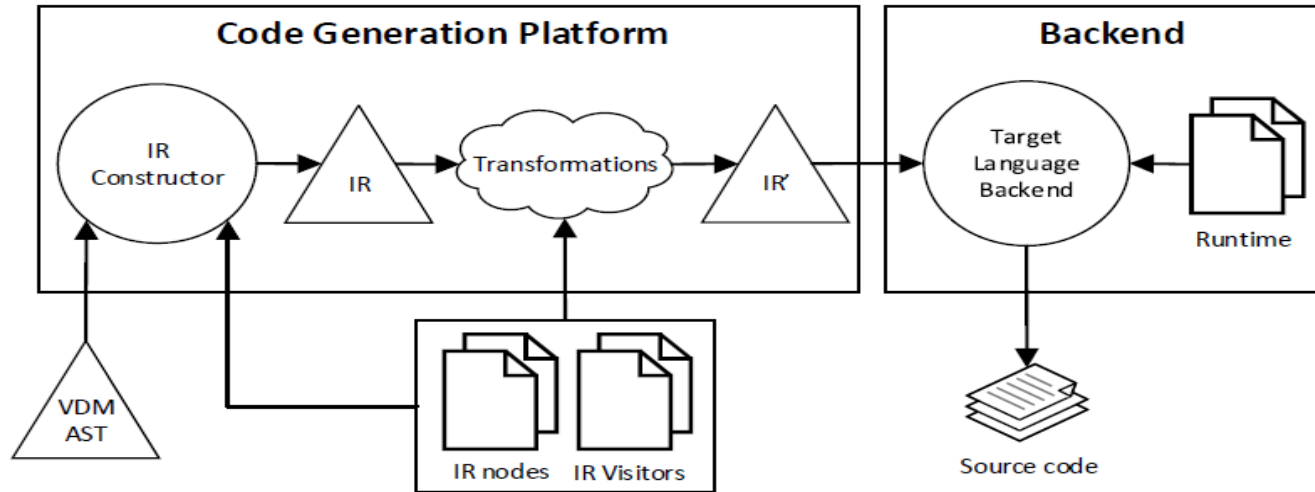 Code Generation Platform
Backend
IR
Constructor
IR
Transformations
IR'
Target
Language
Backend
Runtime
VDM
AST
IR nodes
IR Visitors
Source code